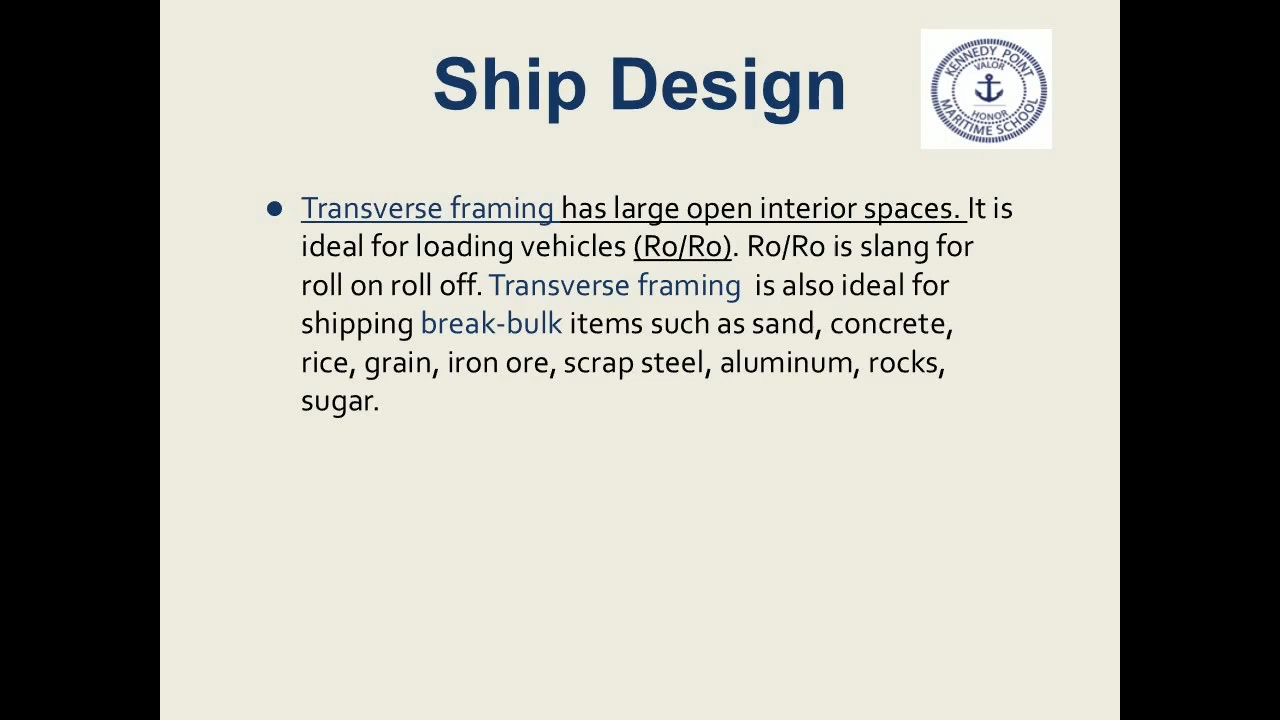 Ship Design
KENNEDY POINT
VALOR
HONOR
MARITIME SCHOOL
● Transverse framing has large open interior spaces. It is
ideal for loading vehicles (Ro/Ro). Ro/Ro is slang for
roll on roll off. Transverse framing is also ideal for
shipping break-bulk items such as sand, concrete,
rice, grain, iron ore, scrap steel, aluminum, rocks,
sugar.